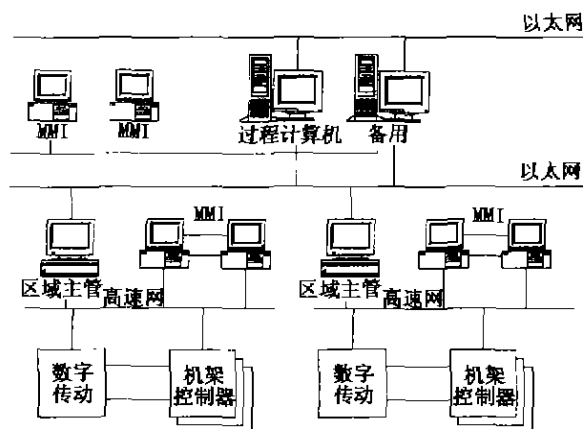 以太网
MMI
MMI
过程计算机
备用
以太网
MMI
MMI
区域主管
高速网
区域主管
高速网
数字
传动
机架
控制器
数字
传动
机架
控制器